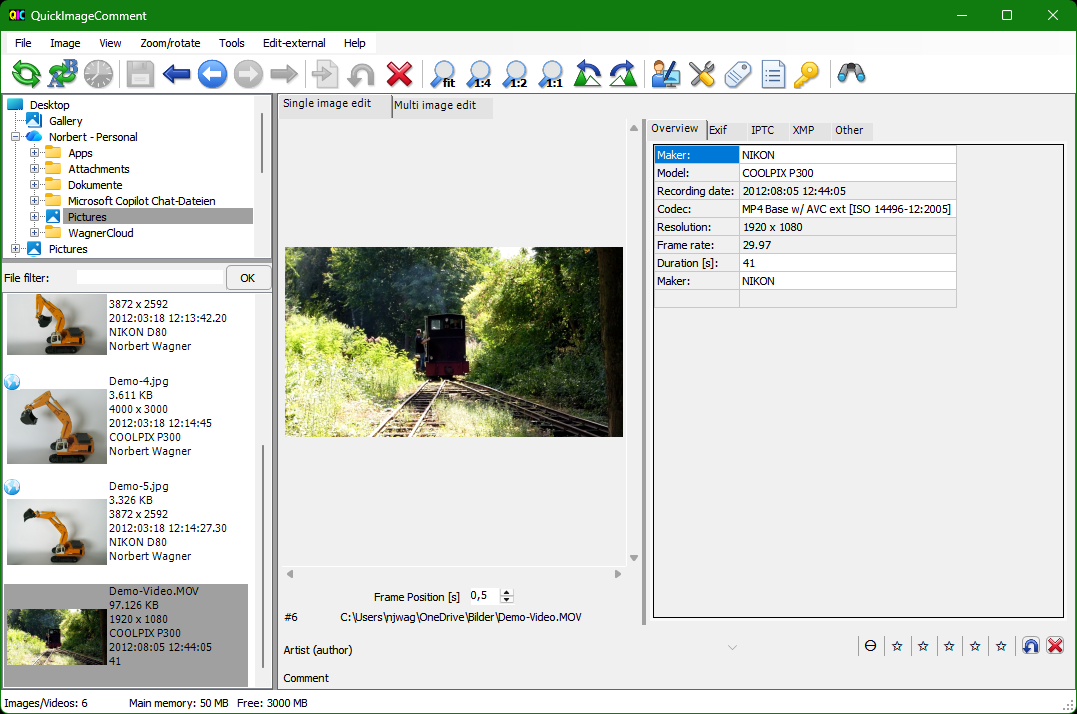 QIC QuickImageComment
File Image View Zoom/rotate Tools Edit-external Help
fit 1:4 1:2 1:1
Desktop
Gallery
Norbert - Personal
Apps
Attachments
Dokumente
Microsoft Copilot Chat-Dateien
Pictures
WagnerCloud
Pictures
File filter: OK
3872 x 2592
2012:03:18 12:13:42.20
NIKON D80
Norbert Wagner
Demo-4.jpg
3.611 KB
4000 x 3000
2012:03:18 12:14:45
COOLPIX P300
Norbert Wagner
Demo-5.jpg
3.326 KB
3872 x 2592
2012:03:18 12:14:27.30
NIKON D80
Norbert Wagner
Demo-Video.MOV
97.126 KB
1920 x 1080
COOLPIX P300
2012:08:05 12:44:05
41
Single image edit Multi image edit
Frame Position [s] 0,5
#6 C:\Users\njwag\OneDrive\Bilder\Demo-Video.MOV
Artist (author)
Comment
Overview Exif IPTC XMP Other
Maker: NIKON
Model: COOLPIX P300
Recording date: 2012:08:05 12:44:05
Codec: MP4 Base w/ AVC ext [ISO 14496-12:2005]
Resolution: 1920 x 1080
Frame rate: 29.97
Duration [s]: 41
Maker: NIKON
Images/Videos: 6 Main memory: 50 MB Free: 3000 MB